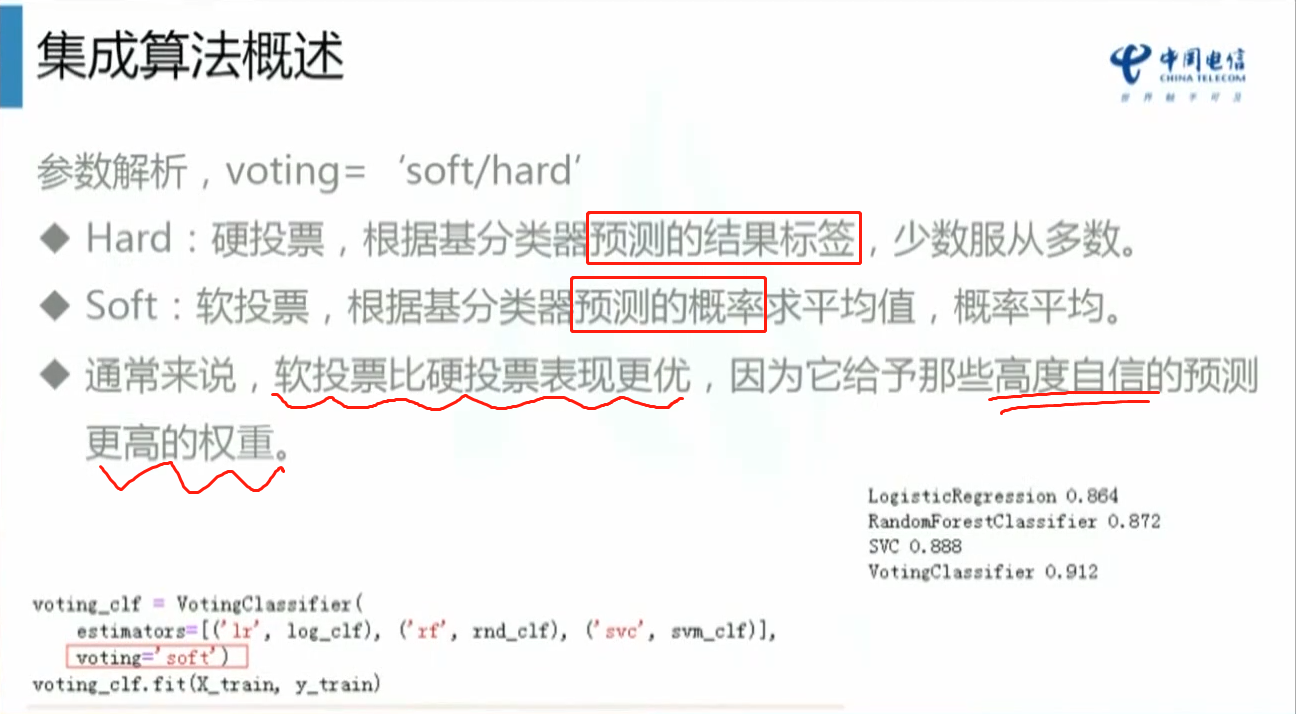 集成算法概述
中国电信
CHINA TELECOM
世界触手可及
参数解析，voting=‘soft/hard’
◆ Hard：硬投票，根据基分类器预测的结果标签，少数服从多数。
◆ Soft：软投票，根据基分类器预测的概率求平均值，概率平均。
◆ 通常来说，软投票比硬投票表现更优，因为它给予那些高度自信的预测
更高的权重。
LogisticRegression 0.864
RandomForestClassifier 0.872
SVC 0.888
VotingClassifier 0.912
voting_clf = VotingClassifier(
estimators=[('lr', log_clf), ('rf', rnd_clf), ('svc', svm_clf)],
voting='soft')
voting_clf.fit(X_train, y_train)